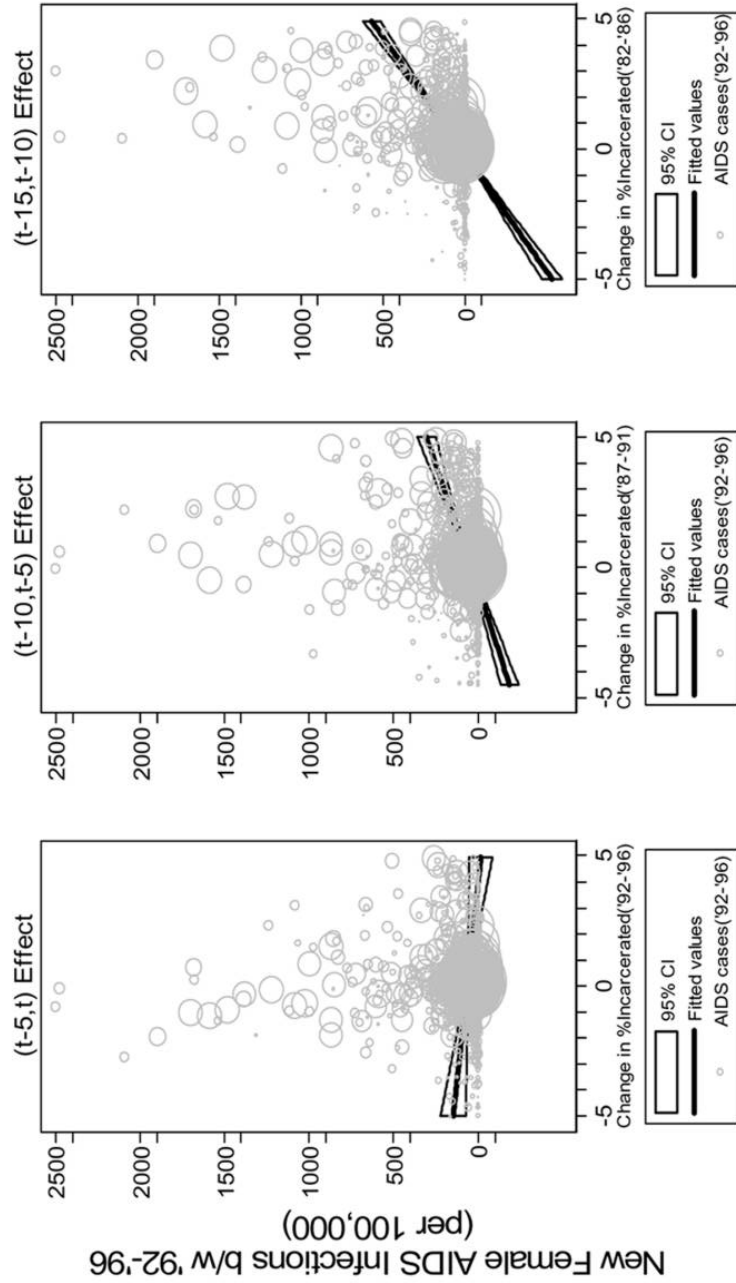 New Female AIDS Infections b/w '92-'96
(per 100,000)
(t-5,t) Effect
2500
2000
1500
1000
500
0
-5
0
5
Change in %Incarcerated('92-'96)
95% CI
Fitted values
AIDS cases('92-'96)
(t-10,t-5) Effect
2500
2000
1500
1000
500
0
-5
0
5
Change in %Incarcerated('87-'91)
95% CI
Fitted values
AIDS cases('92-'96)
(t-15,t-10) Effect
2500
2000
1500
1000
500
0
-5
0
5
Change in %Incarcerated('82-'86)
95% CI
Fitted values
AIDS cases('92-'96)